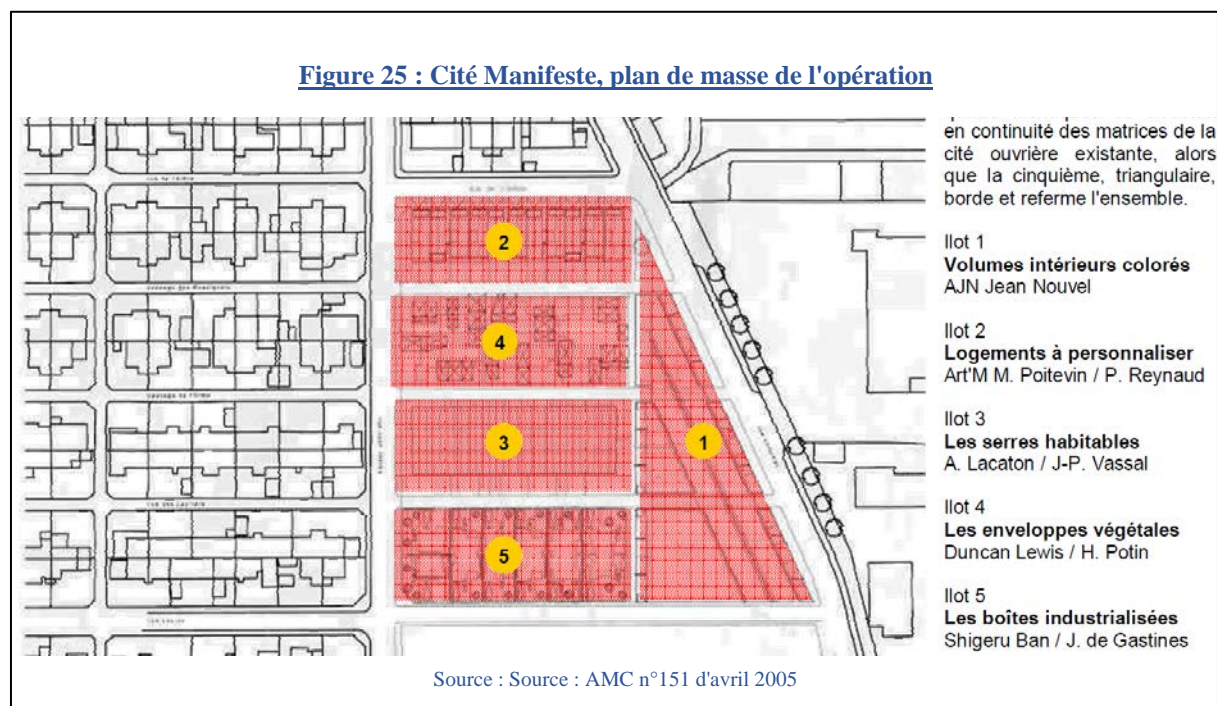 Figure 25 : Cité Manifeste, plan de masse de l'opération
en continuité des matrices de la
cité ouvrière existante, alors
que la cinquième, triangulaire,
borde et referme l'ensemble.
Ilot 1
Volumes intérieurs colorés
AJN Jean Nouvel
Ilot 2
Logements à personnaliser
Art'M M. Poitevin / P. Reynaud
Ilot 3
Les serres habitables
A. Lacaton / J-P. Vassal
Ilot 4
Les enveloppes végétales
Duncan Lewis / H. Potin
Ilot 5
Les boîtes industrialisées
Shigeru Ban / J. de Gastines
2
4
3
1
5
Source : Source : AMC n°151 d'avril 2005